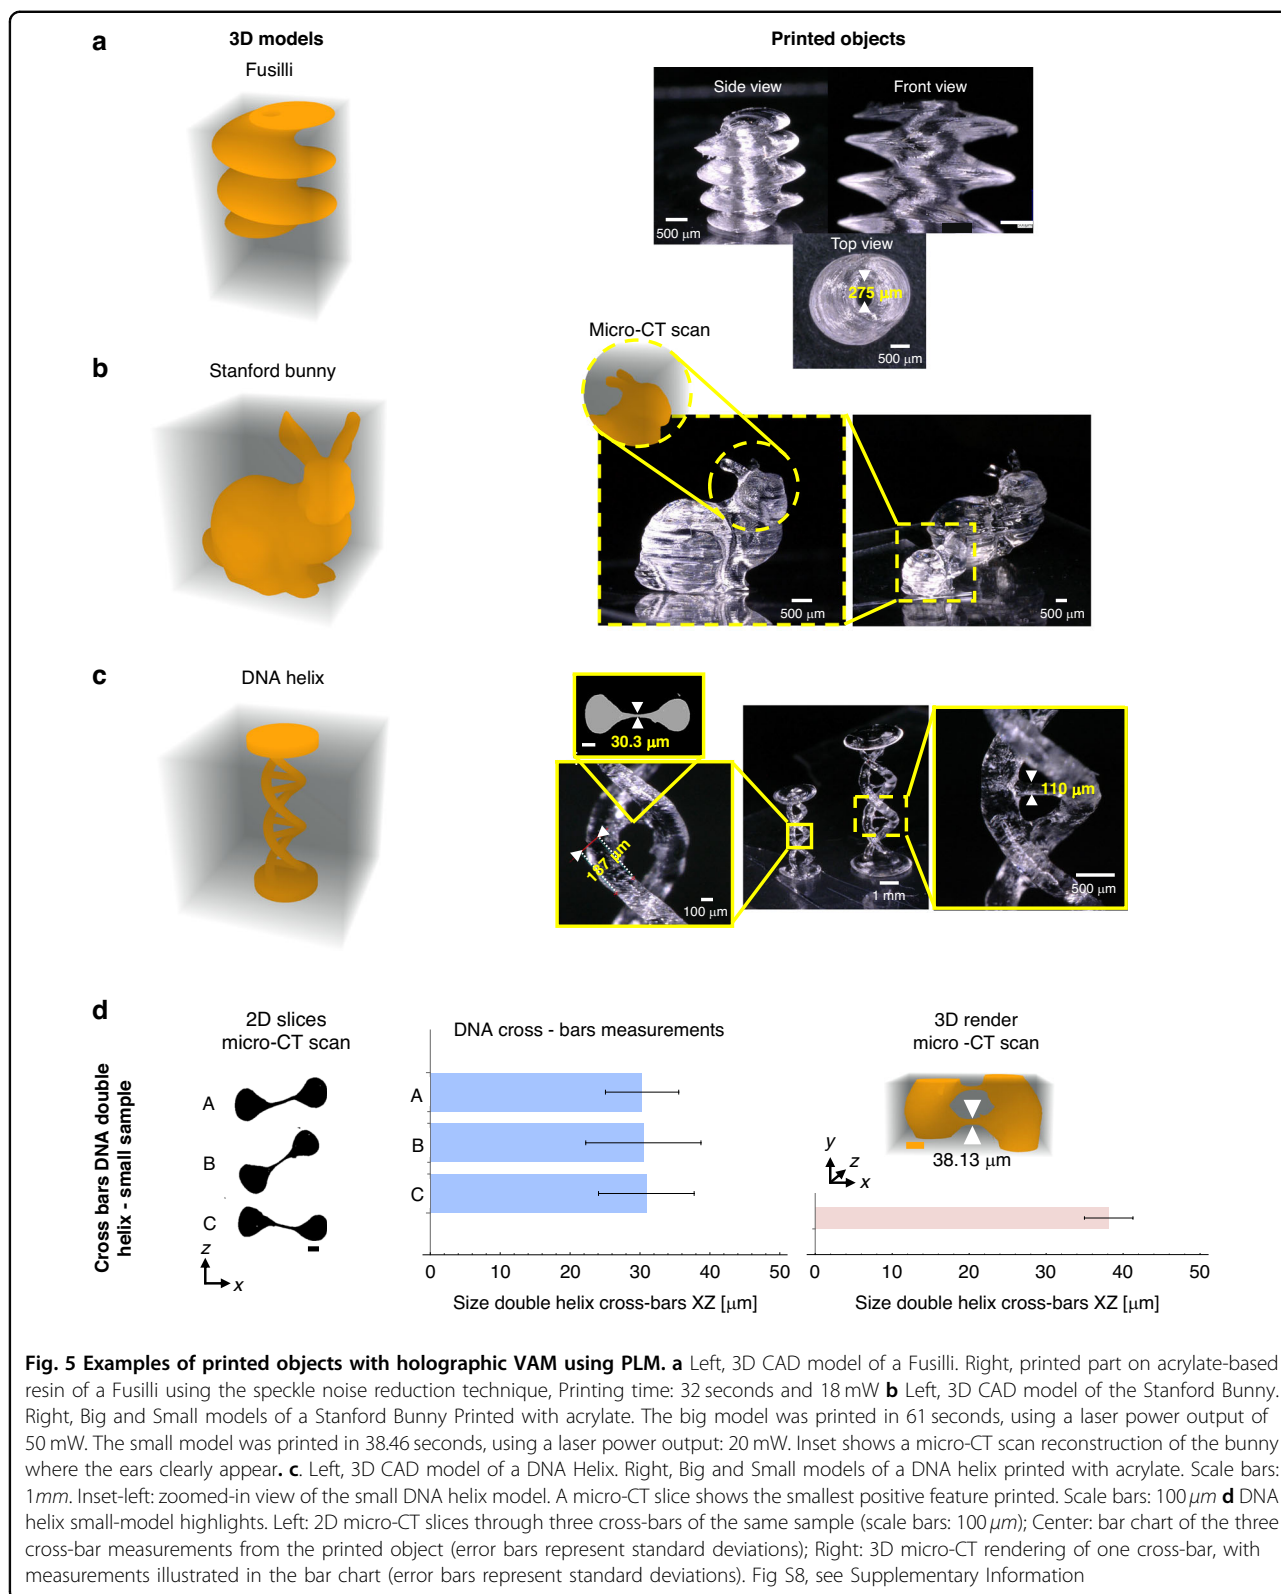 a
3D models
Printed objects
Fusilli
Side view
Front view
500 μm
Top view
275 μm
500 μm
Micro-CT scan
b
Stanford bunny
500 μm
500 μm
c
DNA helix
30.3 μm
187 μm
100 μm
1 mm
110 μm
500 μm
d
2D slices
micro-CT scan
DNA cross - bars measurements
3D render
micro -CT scan
Cross bars DNA double
helix - small sample
A
B
C
z
x
A
B
C
0 10 20 30 40 50
Size double helix cross-bars XZ [μm]
38.13 μm
y
z
x
0 10 20 30 40 50
Size double helix cross-bars XZ [μm]
Fig. 5 Examples of printed objects with holographic VAM using PLM. a Left, 3D CAD model of a Fusilli. Right, printed part on acrylate-based
resin of a Fusilli using the speckle noise reduction technique, Printing time: 32 seconds and 18 mW b Left, 3D CAD model of the Stanford Bunny.
Right, Big and Small models of a Stanford Bunny Printed with acrylate. The big model was printed in 61 seconds, using a laser power output of
50 mW. The small model was printed in 38.46 seconds, using a laser power output: 20 mW. Inset shows a micro-CT scan reconstruction of the bunny
where the ears clearly appear. c. Left, 3D CAD model of a DNA Helix. Right, Big and Small models of a DNA helix printed with acrylate. Scale bars:
1mm. Inset-left: zoomed-in view of the small DNA helix model. A micro-CT slice shows the smallest positive feature printed. Scale bars: 100 μm d DNA
helix small-model highlights. Left: 2D micro-CT slices through three cross-bars of the same sample (scale bars: 100 μm); Center: bar chart of the three
cross-bar measurements from the printed object (error bars represent standard deviations); Right: 3D micro-CT rendering of one cross-bar, with
measurements illustrated in the bar chart (error bars represent standard deviations). Fig S8, see Supplementary Information